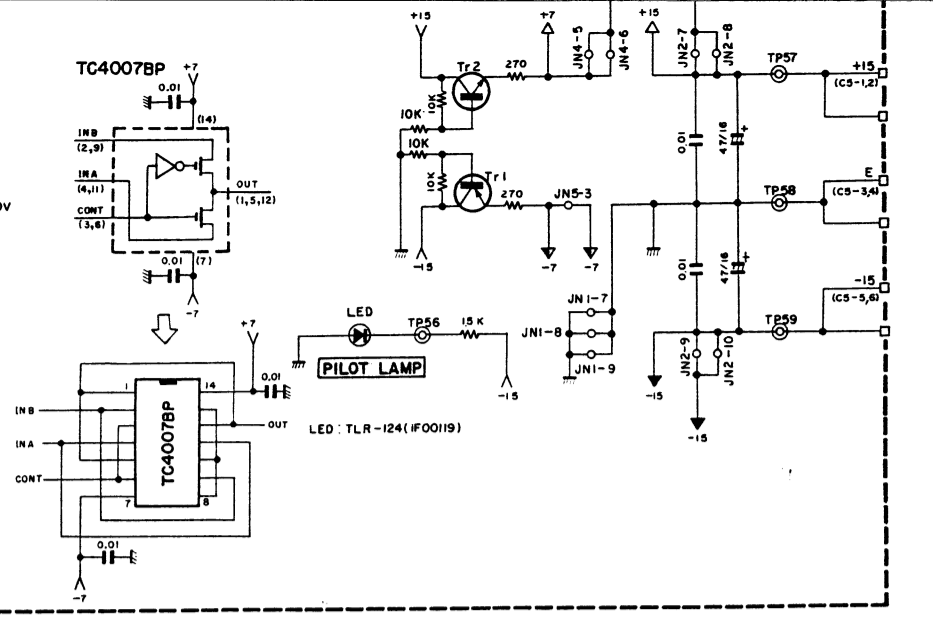 TC4007BP
+7
0.01
(14)
INB
(2,9)
INA
(4,11)
CONT
(3,6)
OUT
(1,5,12)
0V
0.01
(7)
-7
+7
1
14
0.01
INB
INA
CONT
TC4007BP
OUT
7
8
0.01
-7
+15
Tr2
270
10K
10K
10K
10K
Tr1
270
JN5-3
-15
-7
-7
+7
JN4-5
JN4-6
LED
TP56
1.5K
PILOT LAMP
-15
LED : TLR-124(IF00119)
+15
JN2-7
JN2-8
TP57
+15
(C5-1,2)
0.01
47/16
+
E
TP58
(C5-3,4)
0.01
47/16
+
-15
TP59
(C5-5,6)
JN1-7
JN1-8
JN1-9
-15
JN2-9
JN2-10
-15